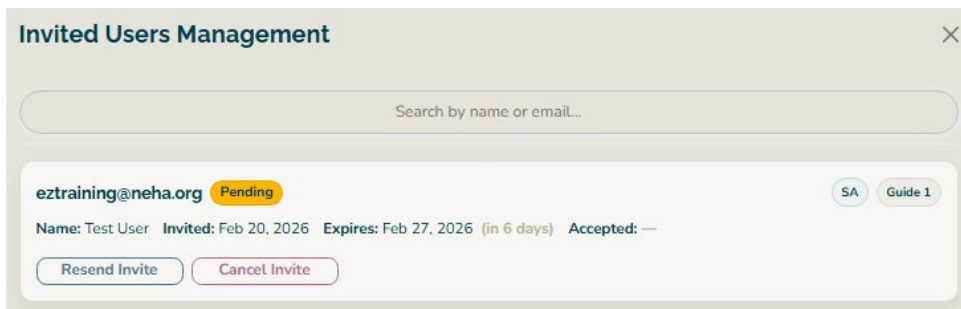 Invited Users Management
Search by name or email...
eztraining@neha.org Pending SA Guide 1
Name: Test User Invited: Feb 20, 2026 Expires: Feb 27, 2026 (in 6 days) Accepted: —
Resend Invite Cancel Invite